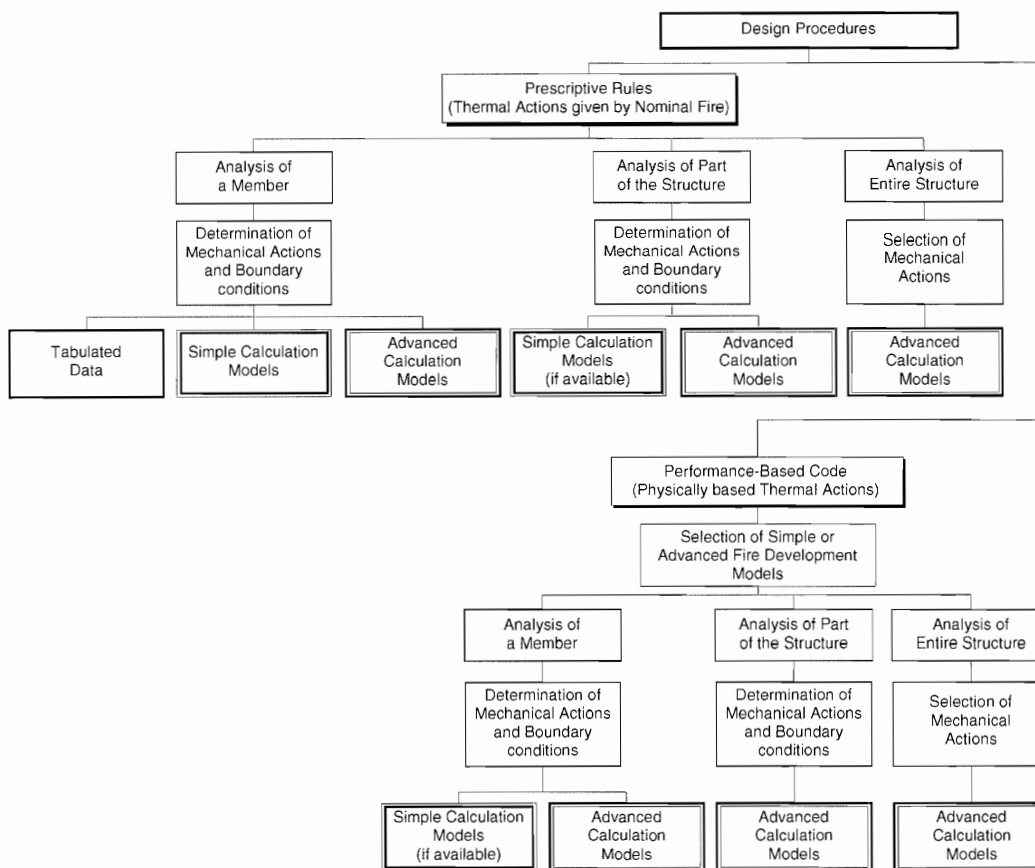 Design Procedures
Prescriptive Rules
(Thermal Actions given by Nominal Fire)
Analysis of
a Member
Analysis of Part
of the Structure
Analysis of
Entire Structure
Determination of
Mechanical Actions
and Boundary
conditions
Determination of
Mechanical Actions
and Boundary
conditions
Selection of
Mechanical
Actions
Tabulated
Data
Simple Calculation
Models
Advanced
Calculation
Models
Simple Calculation
Models
(if available)
Advanced
Calculation
Models
Advanced
Calculation
Models
Performance-Based Code
(Physically based Thermal Actions)
Selection of Simple or
Advanced Fire Development
Models
Analysis of
a Member
Analysis of Part
of the Structure
Analysis of
Entire Structure
Determination of
Mechanical Actions
and Boundary
conditions
Determination of
Mechanical Actions
and Boundary
conditions
Selection of
Mechanical
Actions
Simple Calculation
Models
(if available)
Advanced
Calculation
Models
Advanced
Calculation
Models
Advanced
Calculation
Models